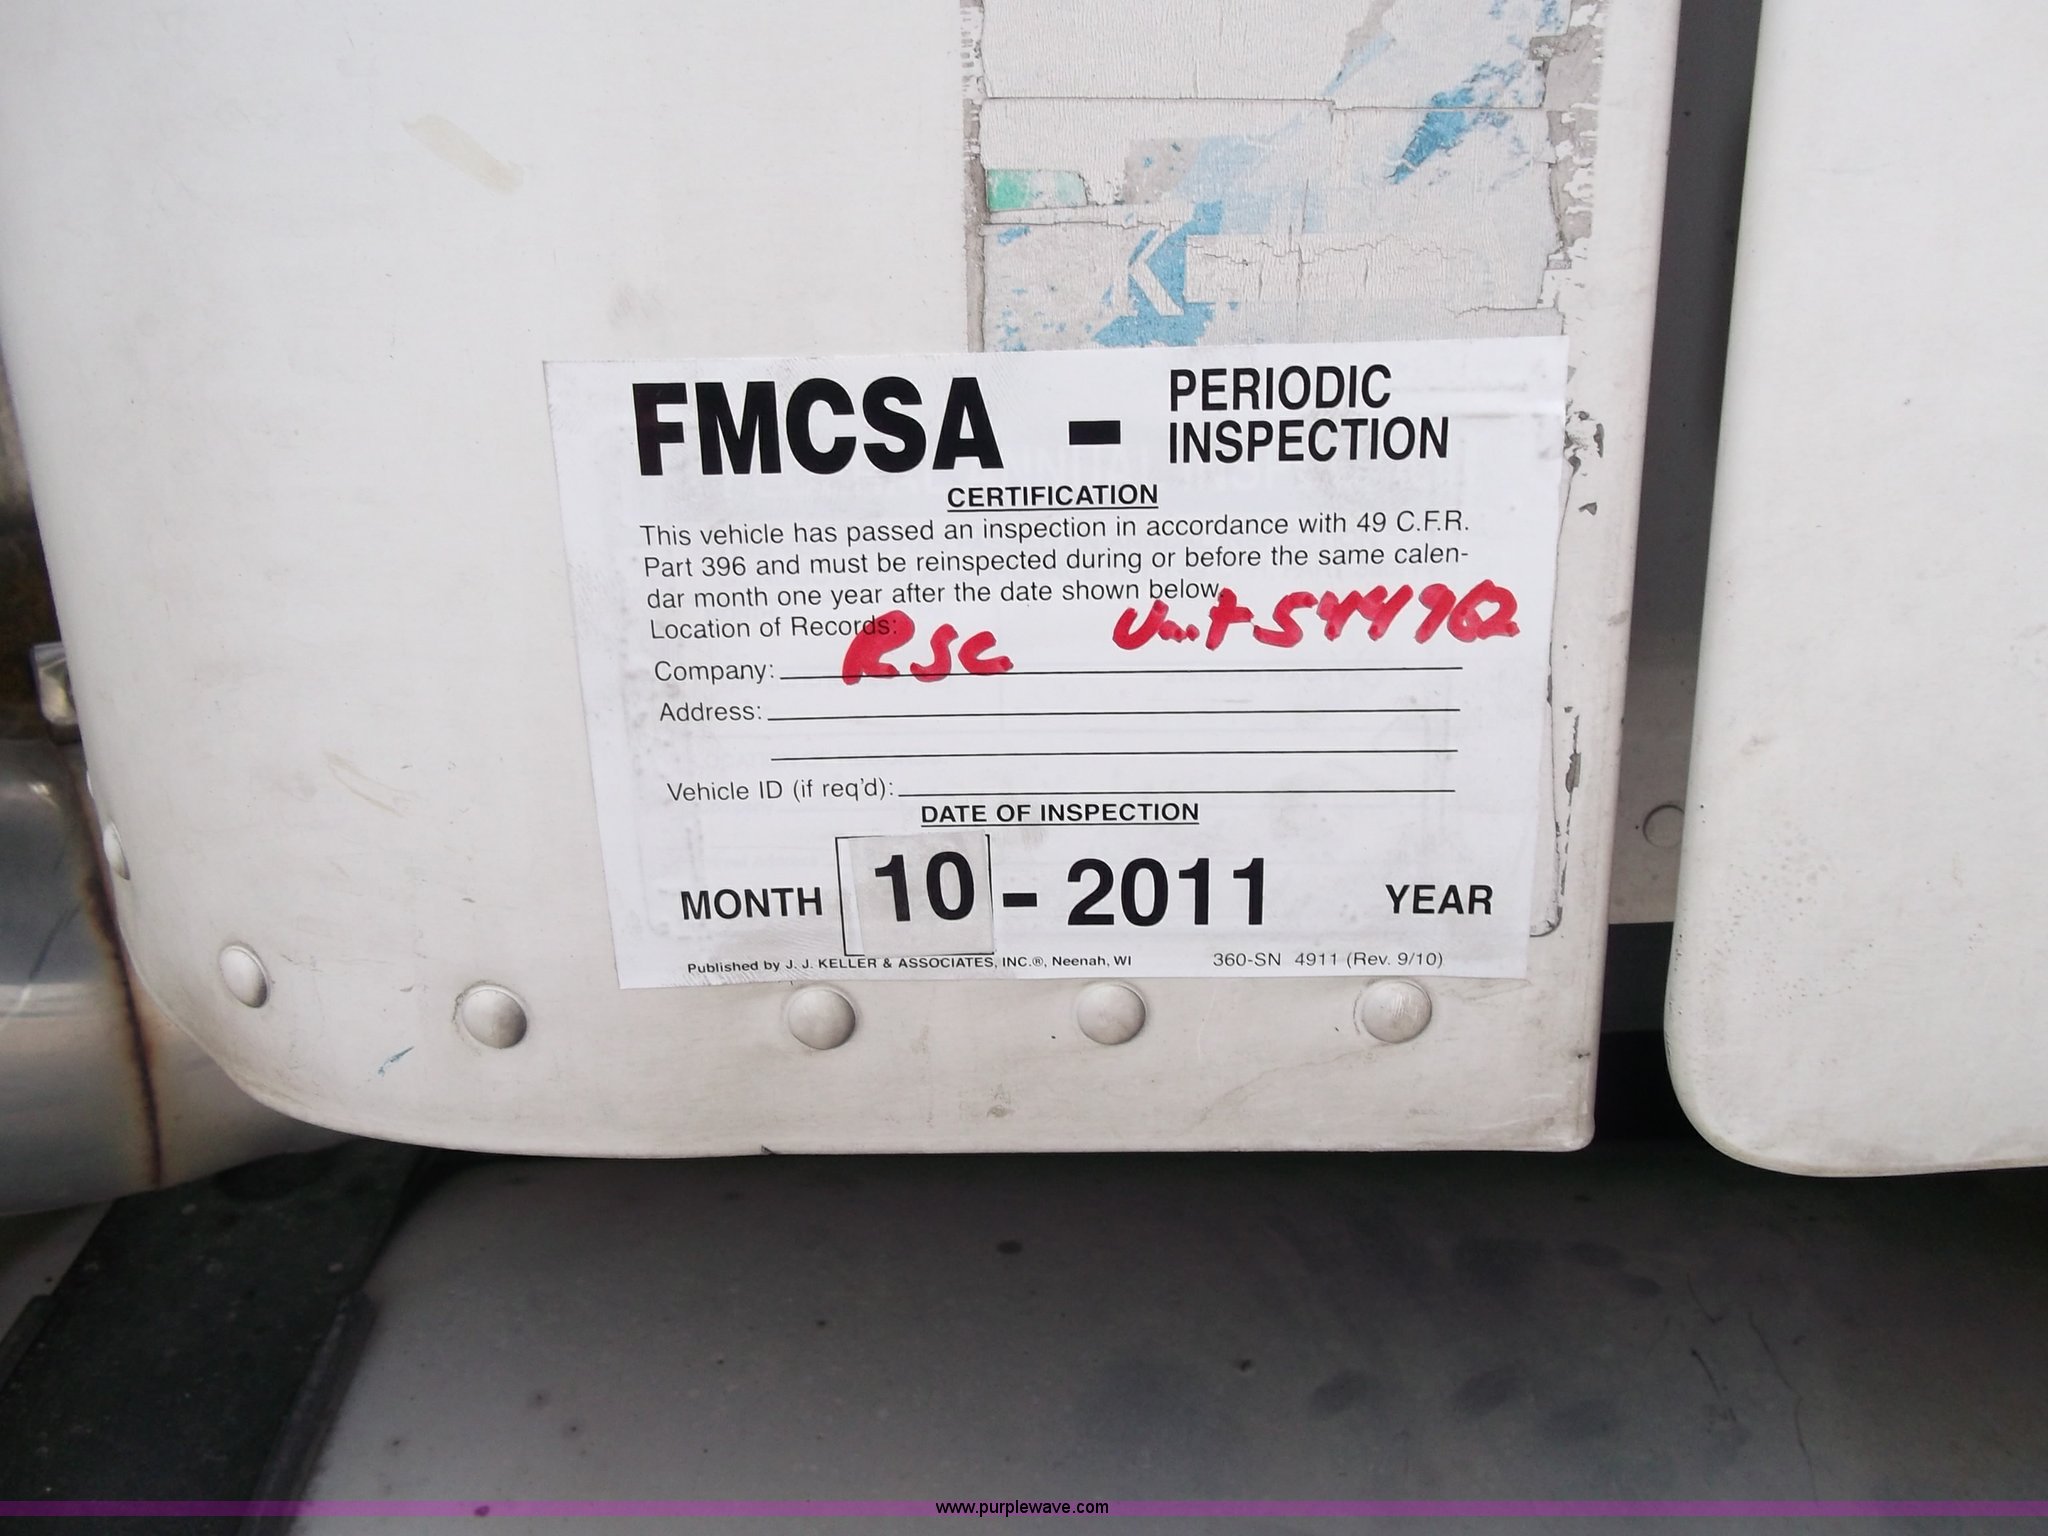 K
FMCSA - PERIODIC
INSPECTION
CERTIFICATION
This vehicle has passed an inspection in accordance with 49 C.F.R.
Part 396 and must be reinspected during or before the same calen-
dar month one year after the date shown below.
Location of Records:
Company: RSC Unit
Address:
Vehicle ID (if req'd):
DATE OF INSPECTION
MONTH 10 - 2011 YEAR
Published by J. J. KELLER & ASSOCIATES, INC.®, Neenah, WI 360-SN 4911 (Rev. 9/10)
www.purplewave.com